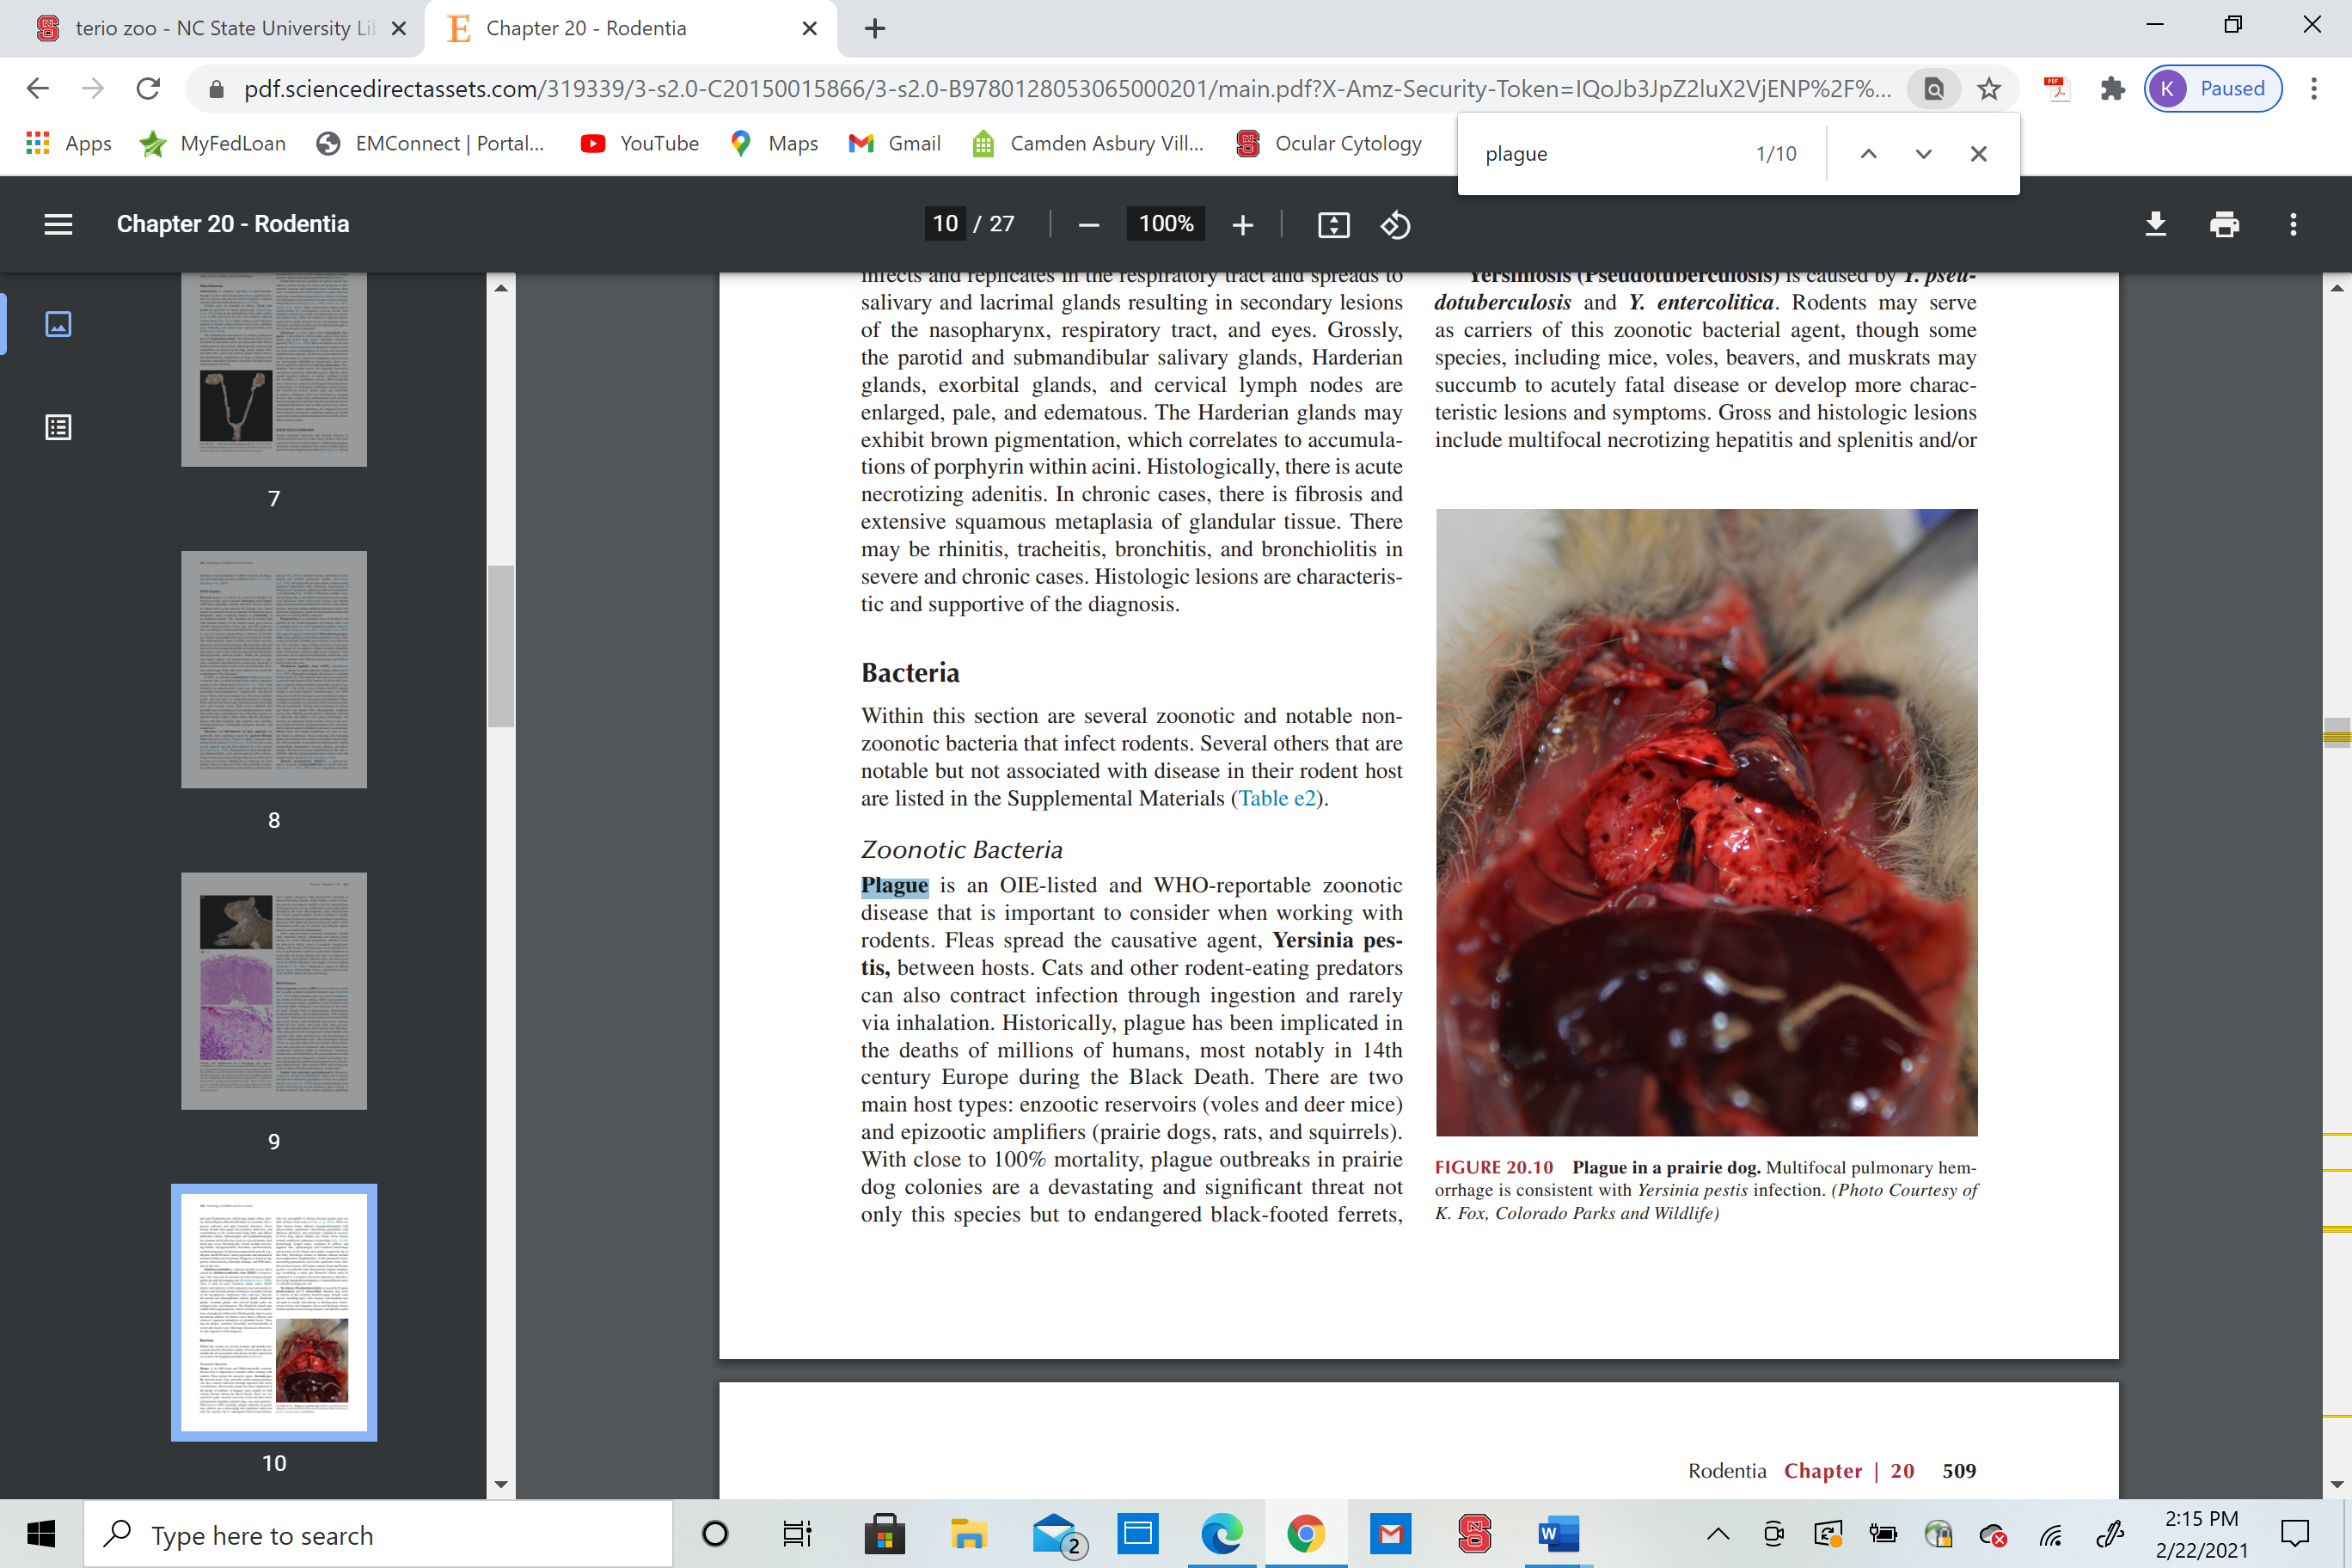 terio zoo - NC State University Li
Chapter 20 - Rodentia
pdf.sciencedirectassets.com/319339/3-s2.0-C20150015866/3-s2.0-B9780128053065000201/main.pdf?X-Amz-Security-Token=IQoJb3JpZ2luX2VjENP%2F%...
K Paused
Apps MyFedLoan EMConnect | Portal... YouTube Maps Gmail Camden Asbury Vill... Ocular Cytology
plague 1/10
Chapter 20 - Rodentia
10 / 27 100%
7
8
9
10
infects and replicates in the respiratory tract and spreads to
salivary and lacrimal glands resulting in secondary lesions
of the nasopharynx, respiratory tract, and eyes. Grossly,
the parotid and submandibular salivary glands, Harderian
glands, exorbital glands, and cervical lymph nodes are
enlarged, pale, and edematous. The Harderian glands may
exhibit brown pigmentation, which correlates to accumula-
tions of porphyrin within acini. Histologically, there is acute
necrotizing adenitis. In chronic cases, there is fibrosis and
extensive squamous metaplasia of glandular tissue. There
may be rhinitis, tracheitis, bronchitis, and bronchiolitis in
severe and chronic cases. Histologic lesions are characteris-
tic and supportive of the diagnosis.
Bacteria
Within this section are several zoonotic and notable non-
zoonotic bacteria that infect rodents. Several others that are
notable but not associated with disease in their rodent host
are listed in the Supplemental Materials (Table e2).
Zoonotic Bacteria
Plague is an OIE-listed and WHO-reportable zoonotic
disease that is important to consider when working with
rodents. Fleas spread the causative agent, Yersinia pes-
tis, between hosts. Cats and other rodent-eating predators
can also contract infection through ingestion and rarely
via inhalation. Historically, plague has been implicated in
the deaths of millions of humans, most notably in 14th
century Europe during the Black Death. There are two
main host types: enzootic reservoirs (voles and deer mice)
and epizootic amplifiers (prairie dogs, rats, and squirrels).
With close to 100% mortality, plague outbreaks in prairie
dog colonies are a devastating and significant threat not
only this species but to endangered black-footed ferrets,
Yersiniosis (Pseudotuberculosis) is caused by Y. pseu-
dotuberculosis and Y. entercolitica. Rodents may serve
as carriers of this zoonotic bacterial agent, though some
species, including mice, voles, beavers, and muskrats may
succumb to acutely fatal disease or develop more charac-
teristic lesions and symptoms. Gross and histologic lesions
include multifocal necrotizing hepatitis and splenitis and/or
FIGURE 20.10 Plague in a prairie dog. Multifocal pulmonary hem-
orrhage is consistent with Yersinia pestis infection. (Photo Courtesy of
K. Fox, Colorado Parks and Wildlife)
Rodentia Chapter | 20 509
Type here to search
2
2:15 PM
2/22/2021